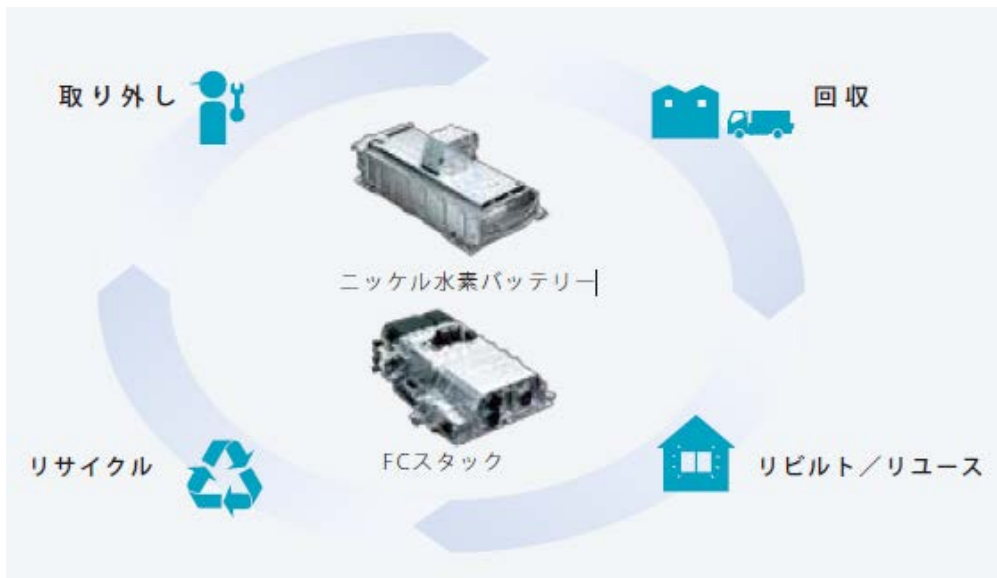 取り外し
回収
ニッケル水素バッテリー
FCスタック
リサイクル
リビルト／リユース